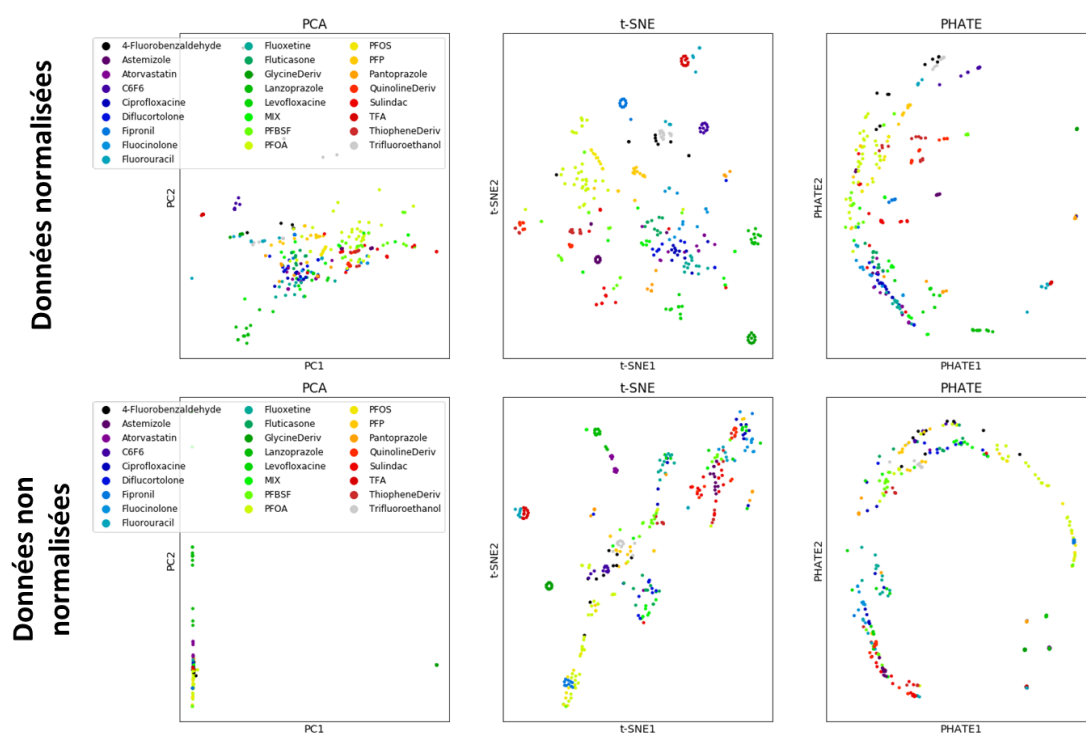 Données normalisées
PCA
4-Fluorobenzaldehyde
Astemizole
Atorvastatin
C6F6
Ciprofloxacine
Diflucortolone
Fipronil
Fluocinolone
Fluorouracil
Fluoxetine
Fluticasone
GlycineDeriv
Lanzoprazole
Levofloxacine
MIX
PFBSF
PFOA
PFOS
PFP
Pantoprazole
QuinolineDeriv
Sulindac
TFA
ThiopheneDeriv
Trifluoroethanol
PC2
PC1
t-SNE
t-SNE2
t-SNE1
PHATE
PHATE2
PHATE1
Données non
normalisées
PCA
4-Fluorobenzaldehyde
Astemizole
Atorvastatin
C6F6
Ciprofloxacine
Diflucortolone
Fipronil
Fluocinolone
Fluorouracil
Fluoxetine
Fluticasone
GlycineDeriv
Lanzoprazole
Levofloxacine
MIX
PFBSF
PFOA
PFOS
PFP
Pantoprazole
QuinolineDeriv
Sulindac
TFA
ThiopheneDeriv
Trifluoroethanol
PC2
PC1
t-SNE
t-SNE2
t-SNE1
PHATE
PHATE2
PHATE1